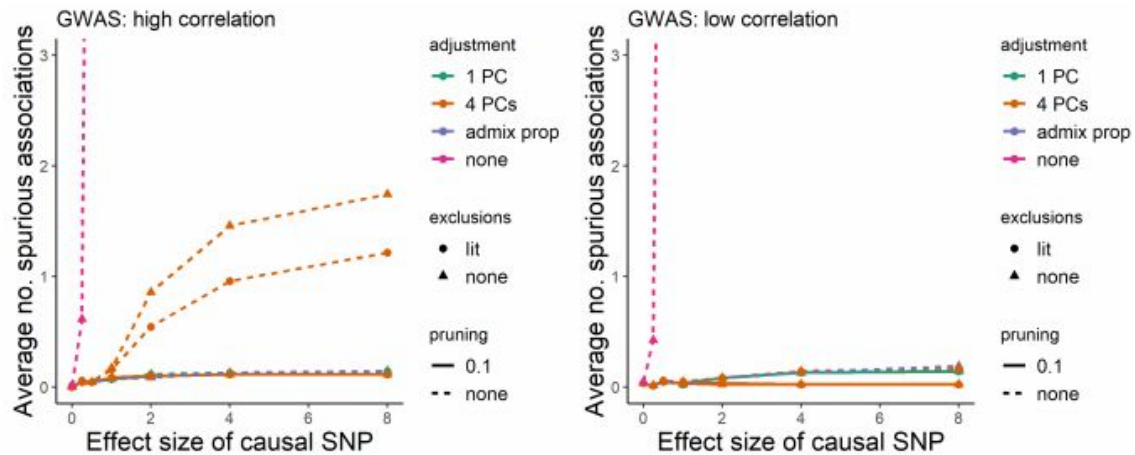 GWAS: high correlation
Average no. spurious associations
3
2
1
0
0 2 4 6 8
Effect size of causal SNP
adjustment
1 PC
4 PCs
admix prop
none
exclusions
lit
none
pruning
0.1
none
GWAS: low correlation
Average no. spurious associations
3
2
1
0
0 2 4 6 8
Effect size of causal SNP
adjustment
1 PC
4 PCs
admix prop
none
exclusions
lit
none
pruning
0.1
none